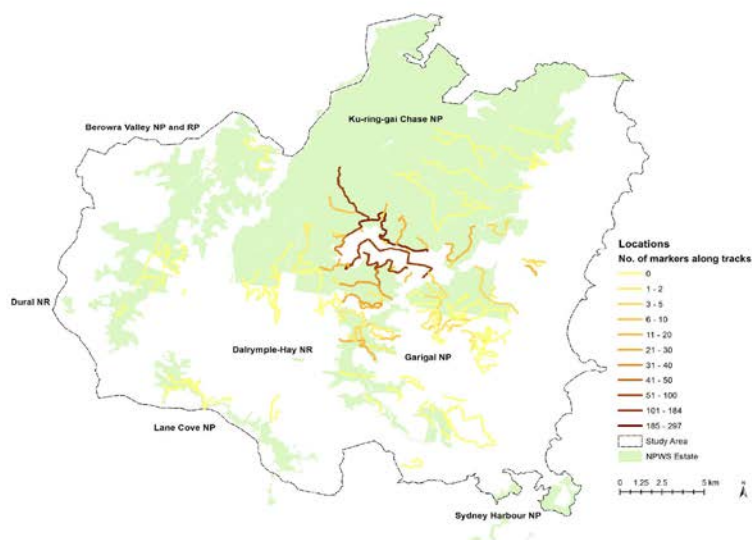 Ku-ring-gai Chase NP
Berowra Valley NP and RP
Dural NR
Dalrymple-Hay NR
Garigal NP
Lane Cove NP
Sydney Harbour NP
Locations
No. of markers along tracks
0
1 - 2
3 - 5
6 - 10
11 - 20
21 - 30
31 - 40
41 - 50
51 - 100
101 - 184
185 - 297
Study Area
NPWS Estate
0 1.25 2.5 5 km
N